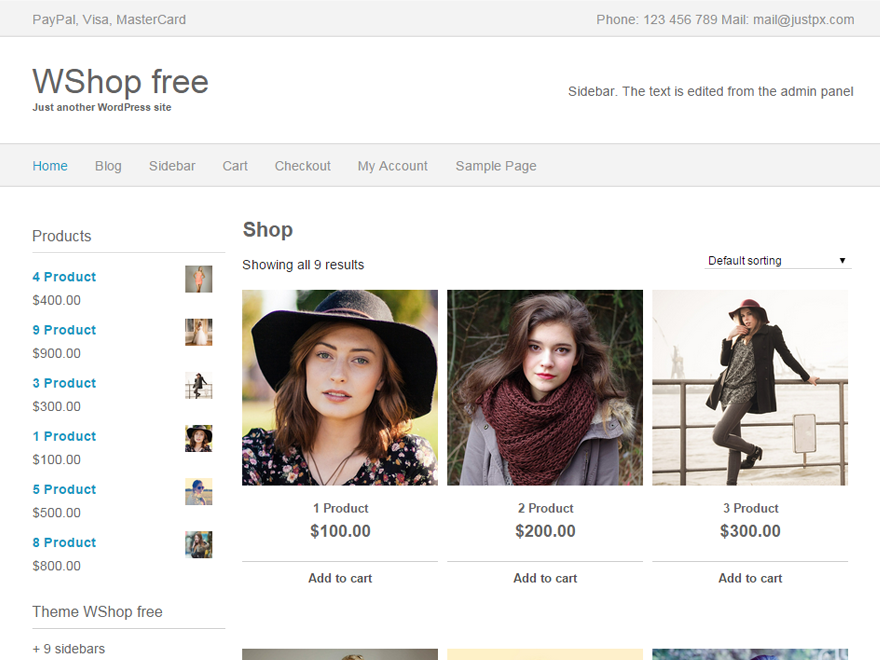 PayPal, Visa, MasterCard
Phone: 123 456 789 Mail: mail@justpx.com
WShop free
Just another WordPress site
Sidebar. The text is edited from the admin panel
Home Blog Sidebar Cart Checkout My Account Sample Page
Products
4 Product
$400.00
9 Product
$900.00
3 Product
$300.00
1 Product
$100.00
5 Product
$500.00
8 Product
$800.00
Theme WShop free
+ 9 sidebars
Shop
Showing all 9 results
Default sorting
1 Product
$100.00
Add to cart
2 Product
$200.00
Add to cart
3 Product
$300.00
Add to cart